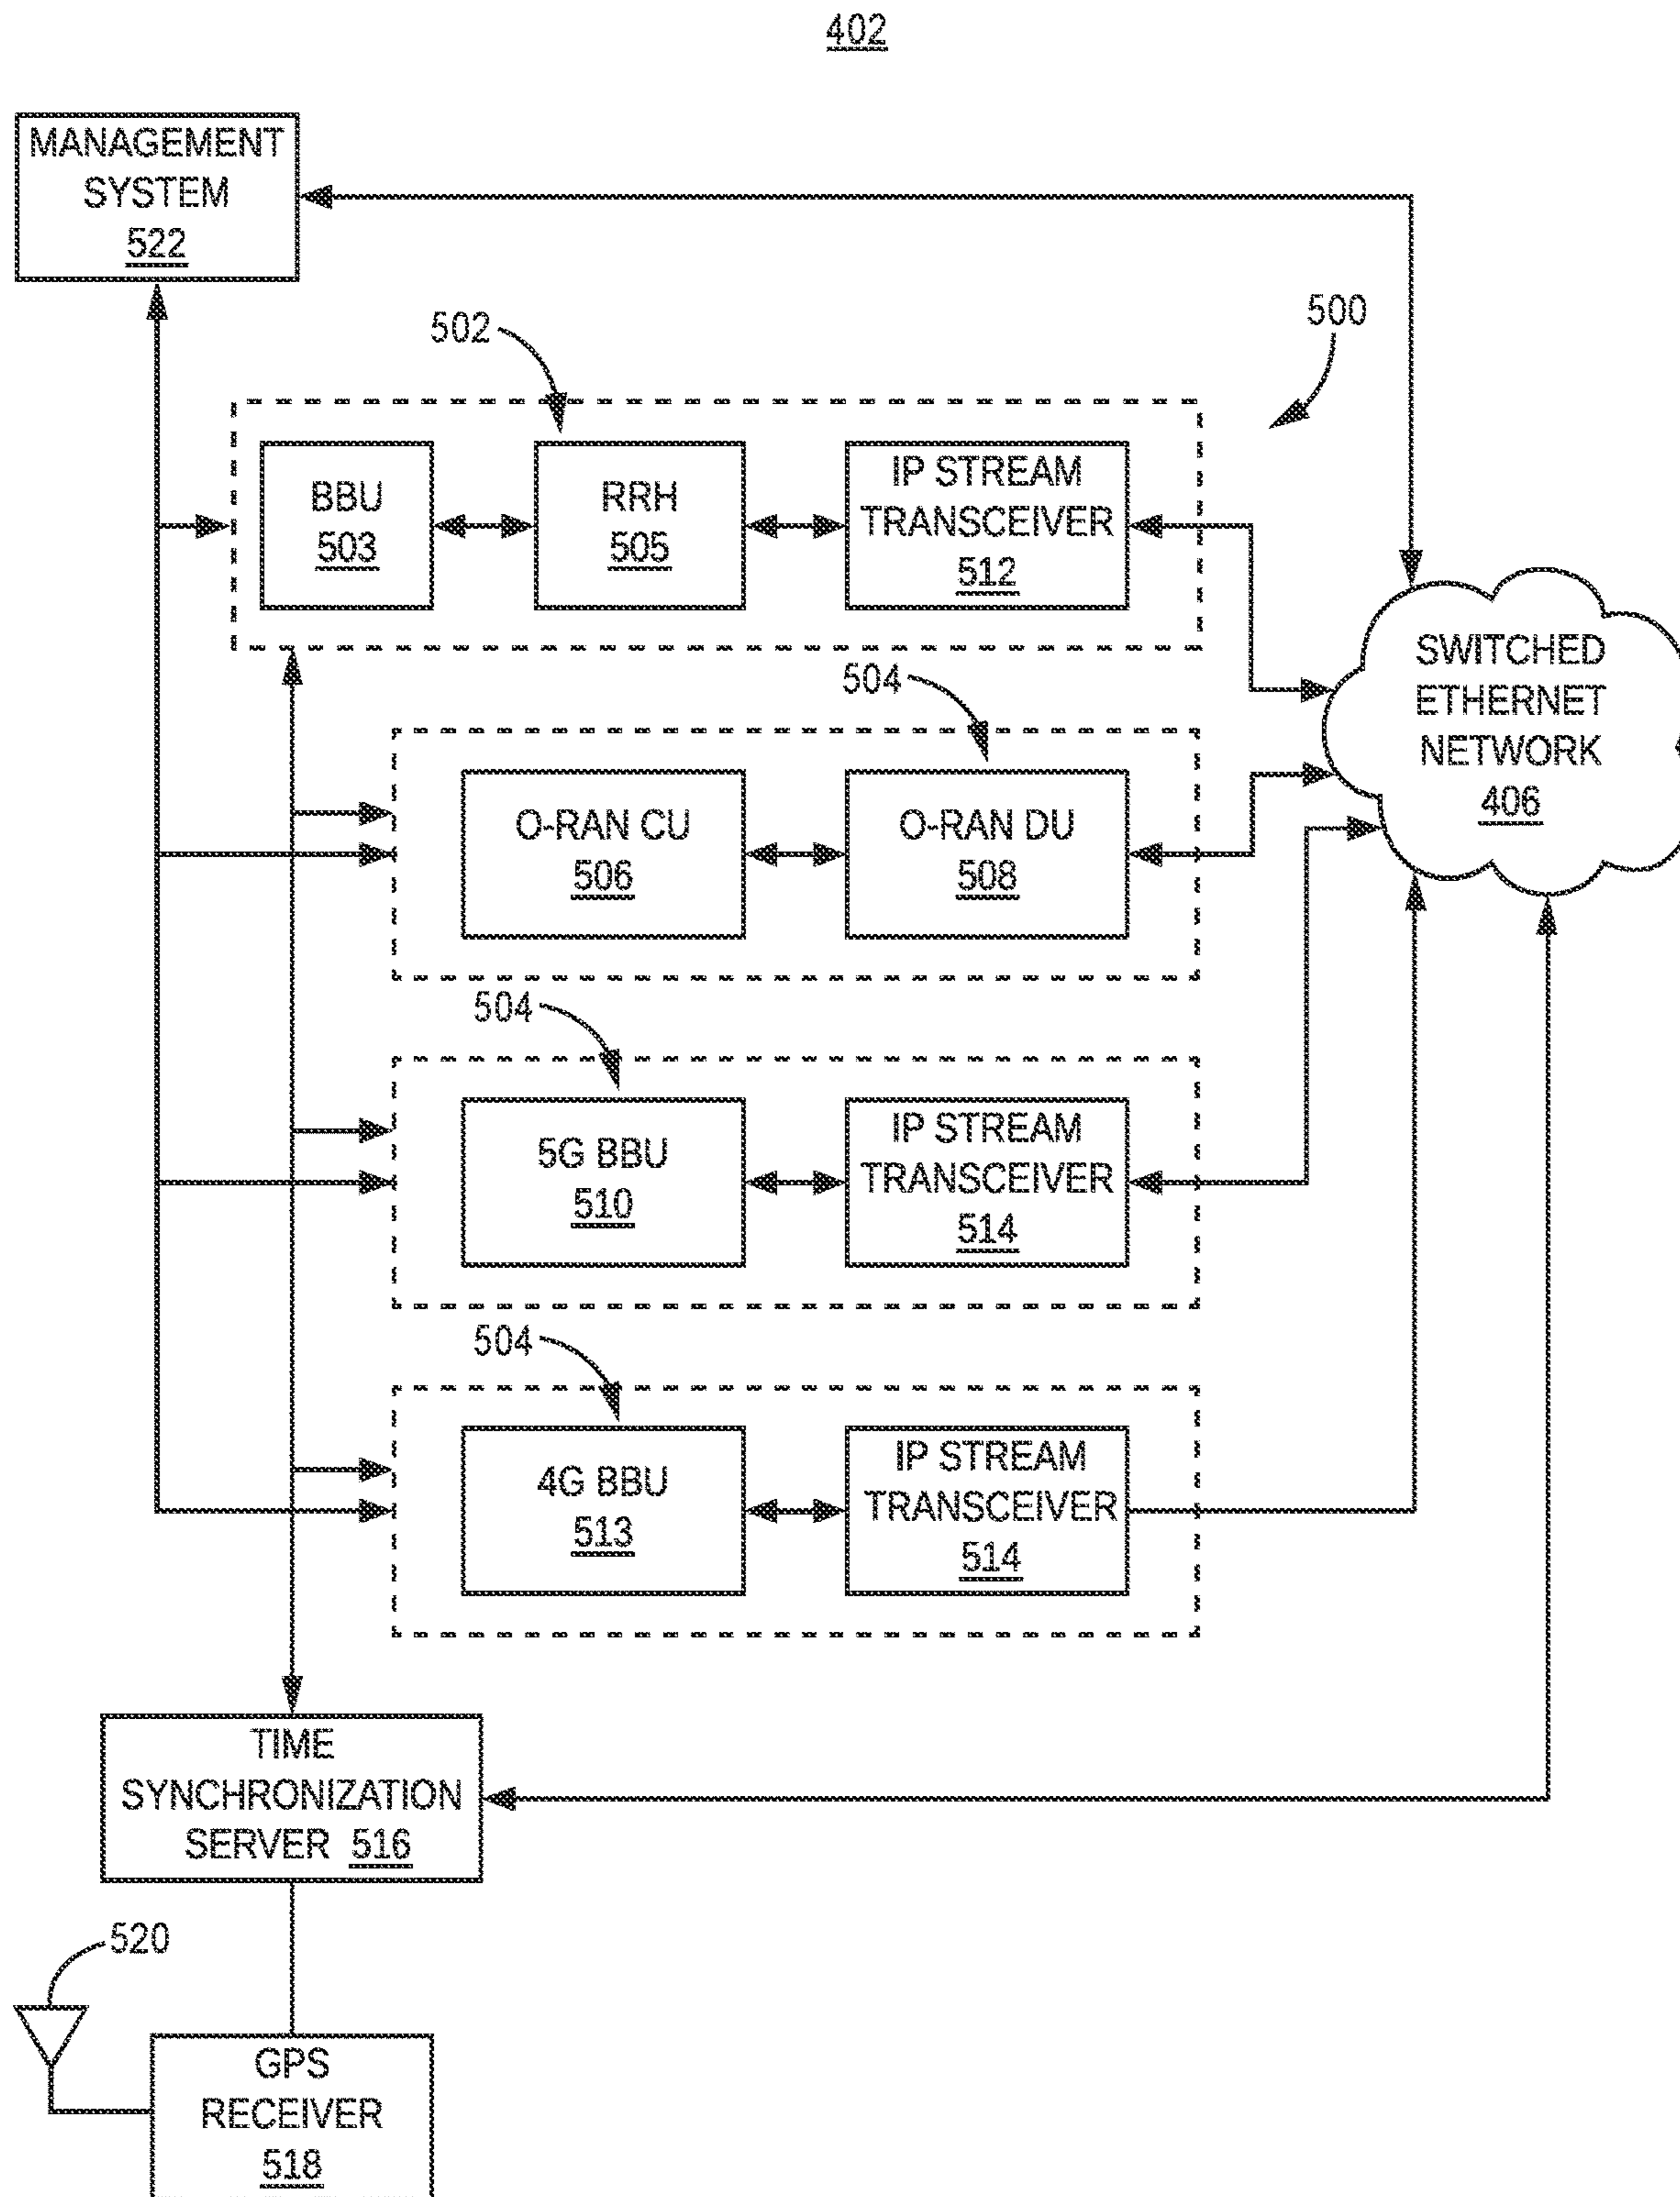 402
MANAGEMENT
SYSTEM
522
502
500
BBU
503
RRH
505
IP STREAM
TRANSCEIVER
512
SWITCHED
ETHERNET
NETWORK
406
504
O-RAN CU
506
O-RAN DU
508
504
5G BBU
510
IP STREAM
TRANSCEIVER
514
504
4G BBU
513
IP STREAM
TRANSCEIVER
514
TIME
SYNCHRONIZATION
SERVER 516
520
GPS
RECEIVER
518